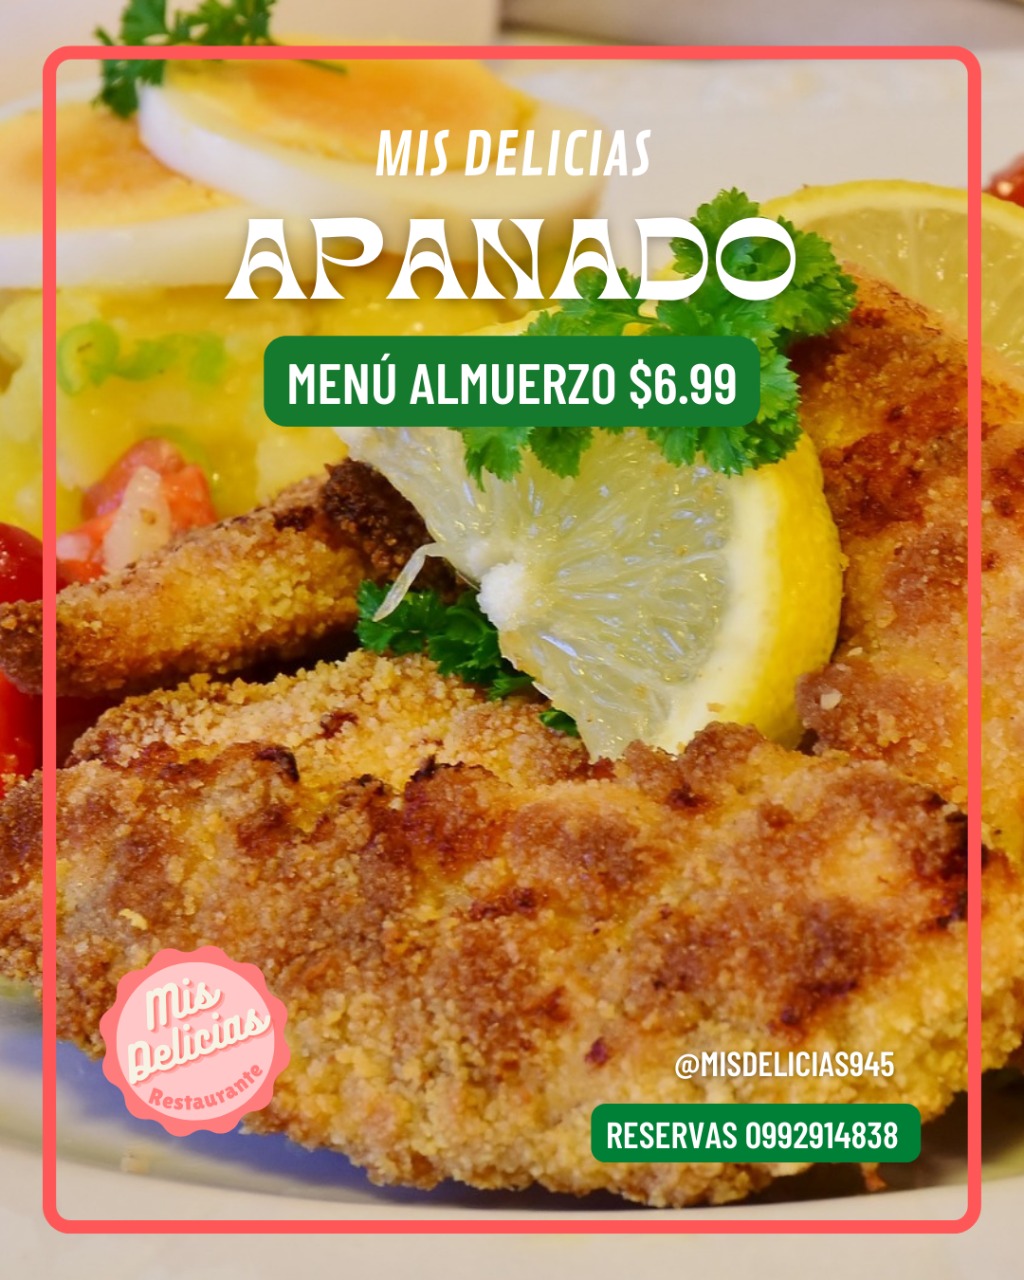 MIS DELICIAS
APANADO
MENÚ ALMUERZO $6.99
Mis
Delicias
Restaurante
@MISDELICIAS945
RESERVAS 0992914838